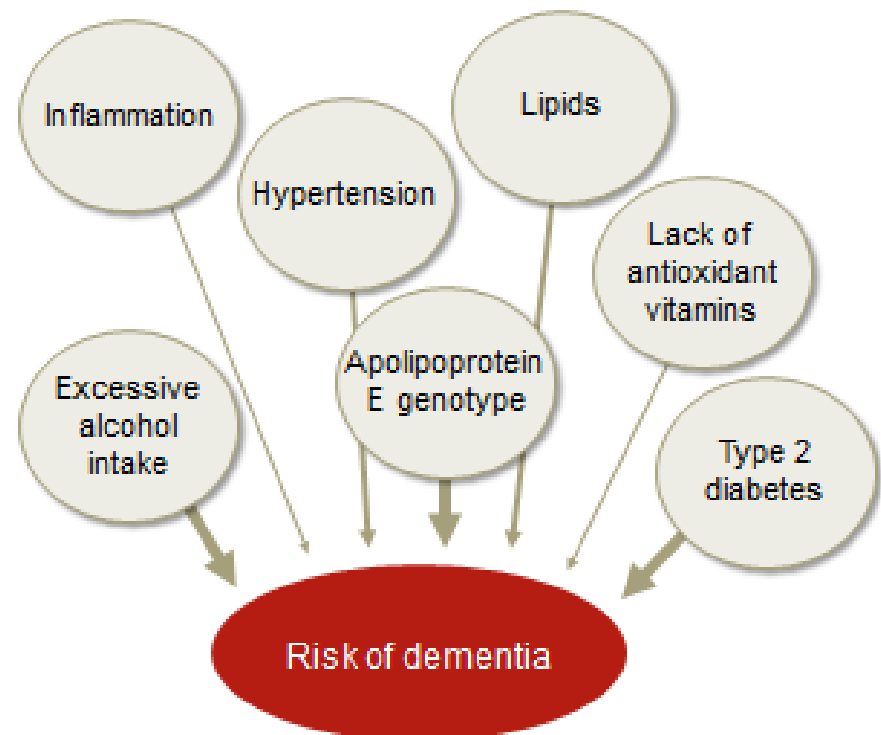 Inflammation
Lipids
Hypertension
Lack of
antioxidant
vitamins
Apolipoprotein
E genotype
Excessive
alcohol
intake
Type 2
diabetes
Risk of dementia